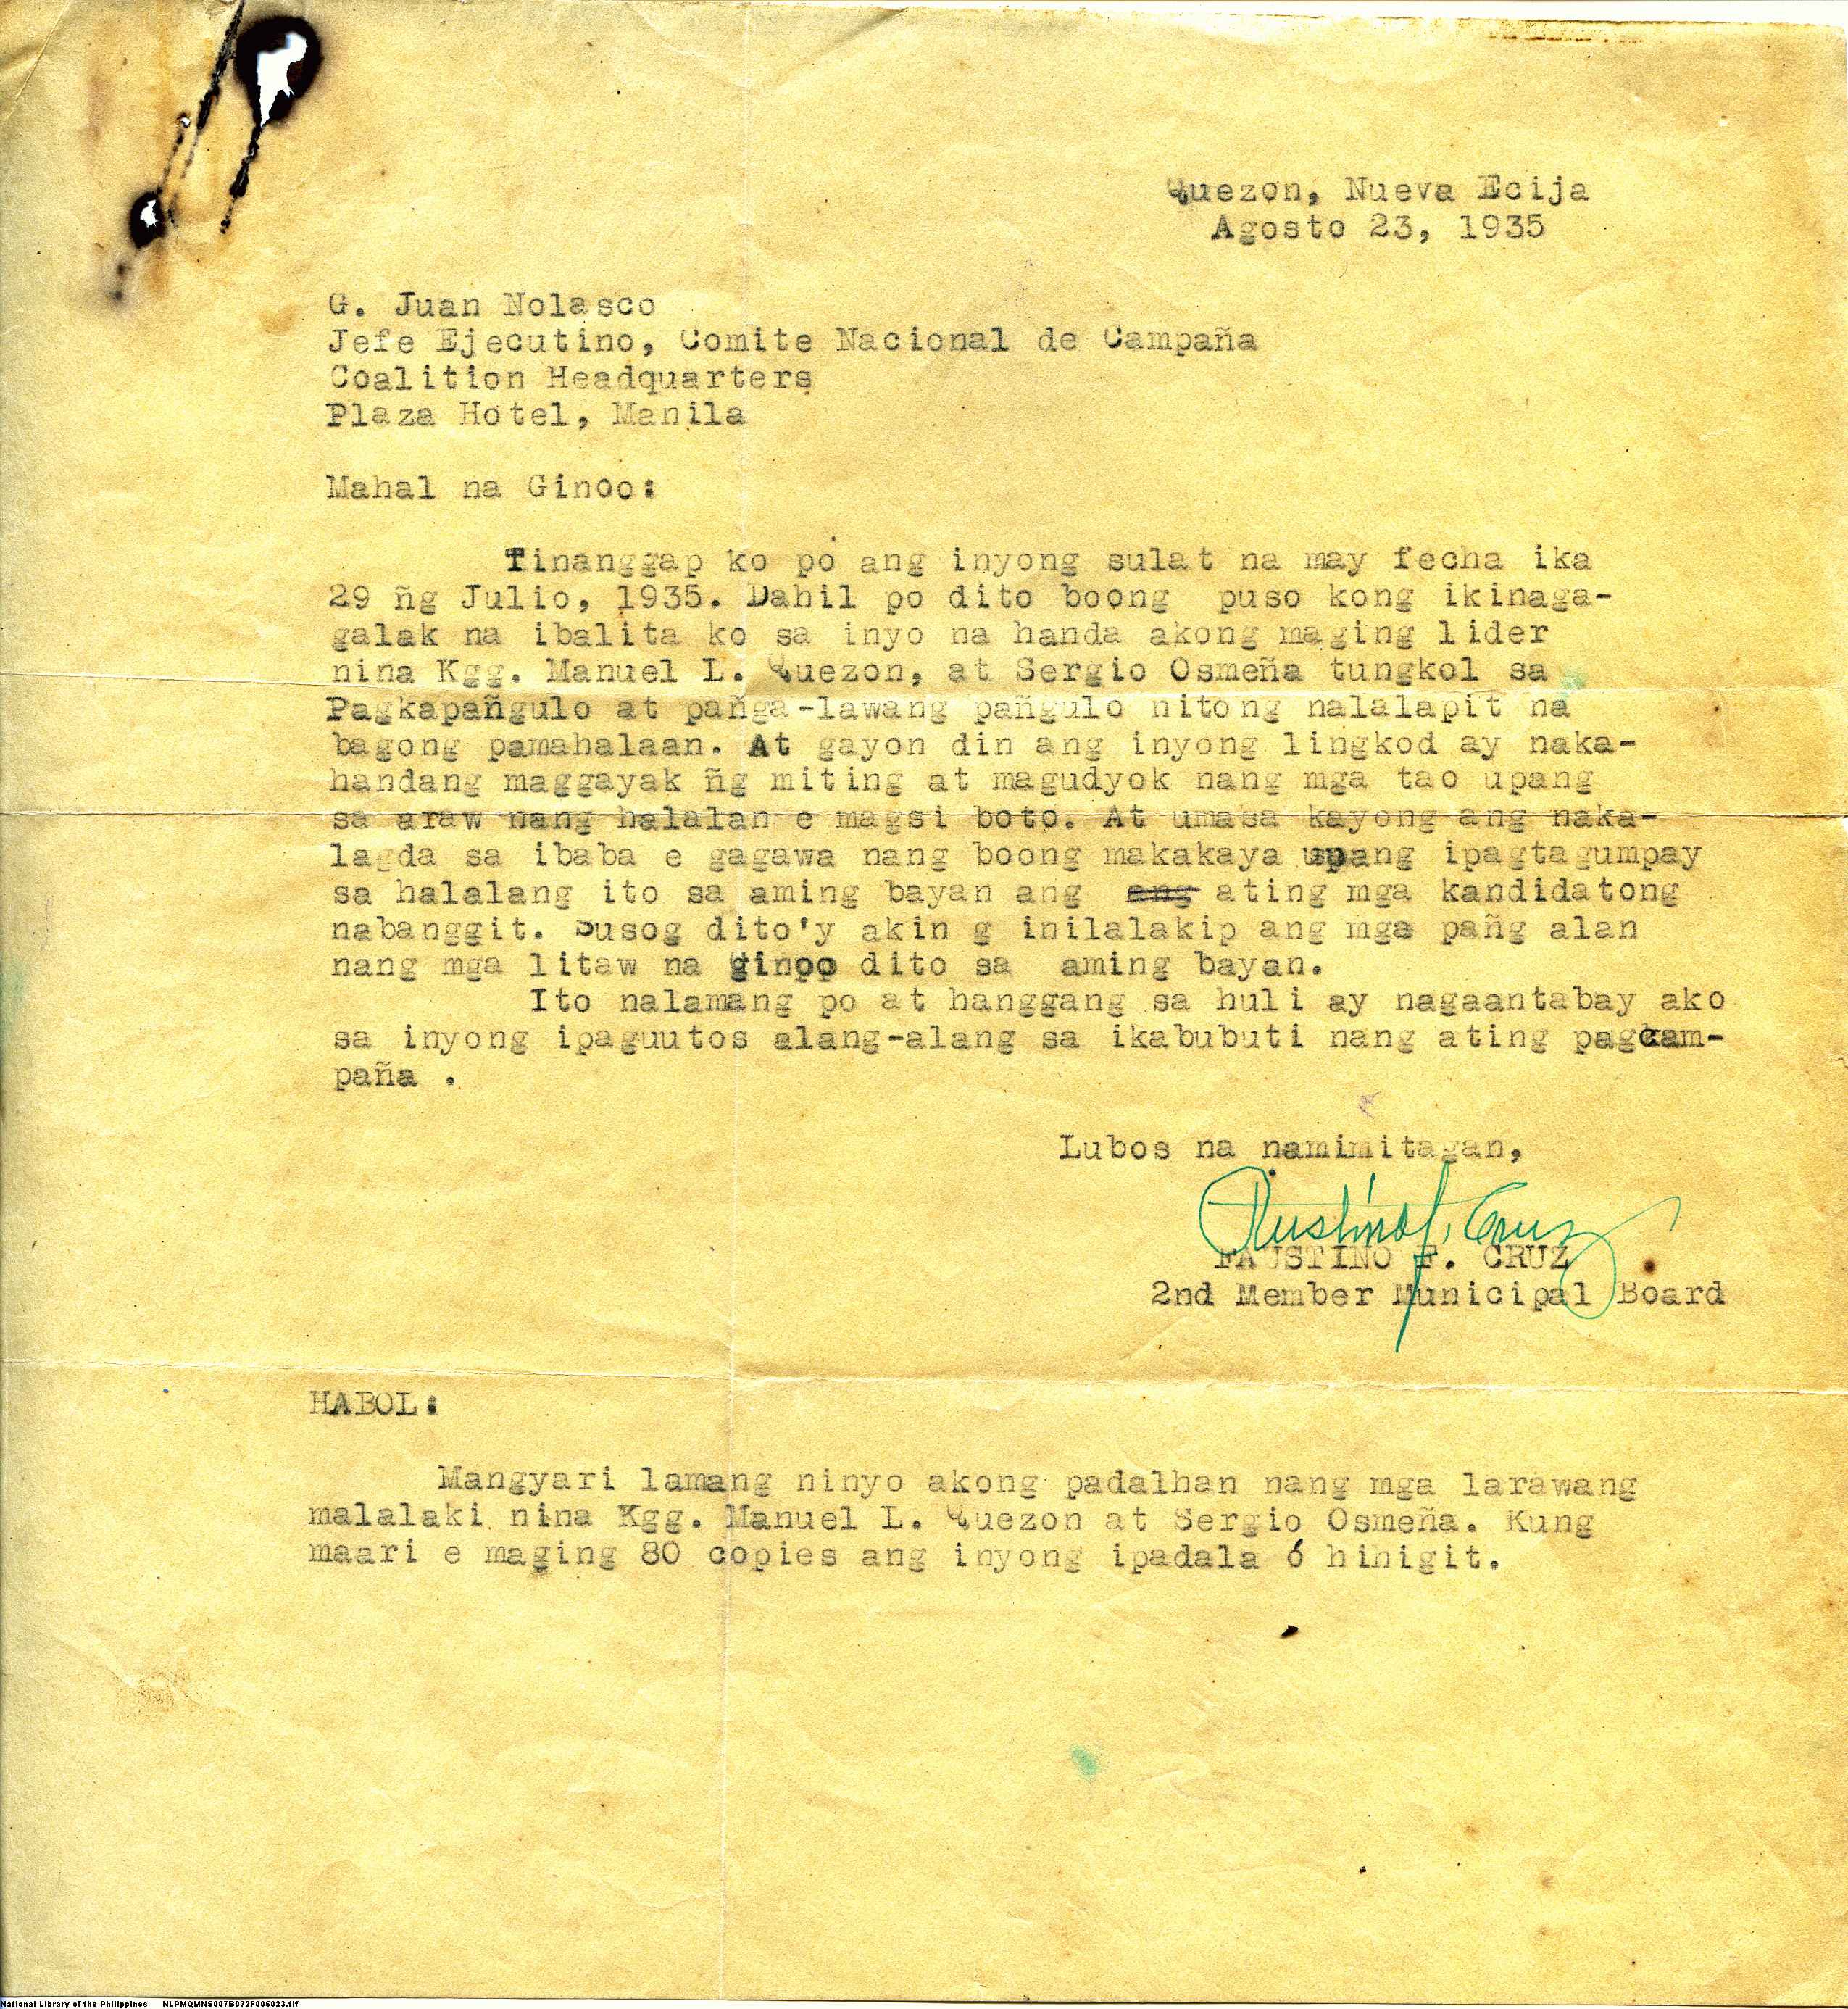 Quezon, Nueva Ecija
Agosto 23, 1935
G. Juan Nolasco
Jefe Ejecutino, Comite Nacional de Campaña
Coalition Headquarters
Plaza Hotel, Manila
Mahal na Ginoo:
Tinanggap ko po ang inyong sulat na may fecha ika
29 ñg Julio, 1935. Dahil po dito boong puso kong ikinaga-
galak na ibalita ko sa inyo na handa akong maging lider
nina Kgg. Manuel L. Quezon, at Sergio Osmeña tungkol sa
Pagkapañgulo at pañga-lawang pañgulo nitong nalalapit na
bagong pamahalaan. At gayon din ang inyong lingkod ay naka-
handang maggayak ñg miting at magudyok nang mga tao upang
sa araw nang halalan e magsi boto. At umasa kayong ang naka-
lagda sa ibaba e gagawa nang boong makakaya upang ipagtagumpay
sa halalang ito sa aming bayan ang ang ating mga kandidatong
nabanggit. Susog dito'y akin g inilalakip ang mga pañg alan
nang mga litaw na ginoo dito sa aming bayan.
Ito nalamang po at hanggang sa huli ay nagaantabay ako
sa inyong ipaguutos alang-alang sa ikabubuti nang ating pagcam-
paña .
Lubos na namimitagan,
Faustino F. Cruz
FAUSTINO F. CRUZ
2nd Member Municipal Board
HABOL:
Mangyari lamang ninyo akong padalhan nang mga larawang
malalaki nina Kgg. Manuel L. Quezon at Sergio Osmeña. Kung
maari e maging 80 copies ang inyong ipadala ó hihigit.
National Library of the Philippines NLPMQMNS007B072F005023.tif